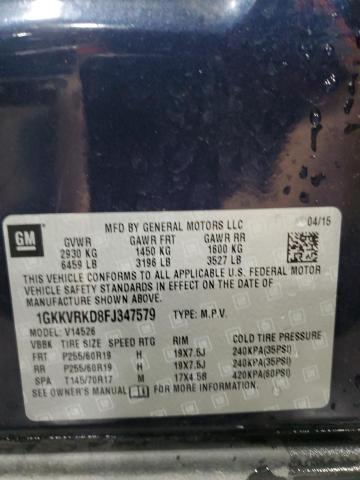 MFD BY GENERAL MOTORS LLC
04/15
GM
GVWR GAWR FRT GAWR RR
2930 KG 1450 KG 1600 KG
6459 LB 3196 LB 3527 LB
THIS VEHICLE CONFORMS TO ALL APPLICABLE U.S. FEDERAL MOTOR
VEHICLE SAFETY STANDARDS IN EFFECT ON THE DATE OF
MANUFACTURE SHOWN ABOVE.
1GKKVRKD8FJ347579 TYPE: M.P.V.
MODEL: V14526
VBBK TIRE SIZE SPEED RTG RIM COLD TIRE PRESSURE
FRT P255/60R19 H 19X7.5J 240KPA(35PSI)
RR P255/60R19 H 19X7.5J 240KPA(35PSI)
SPA T145/70R17 M 17X4.5B 420KPA(60PSI)
SEE OWNER'S MANUAL FOR ADDITIONAL INFORMATION.